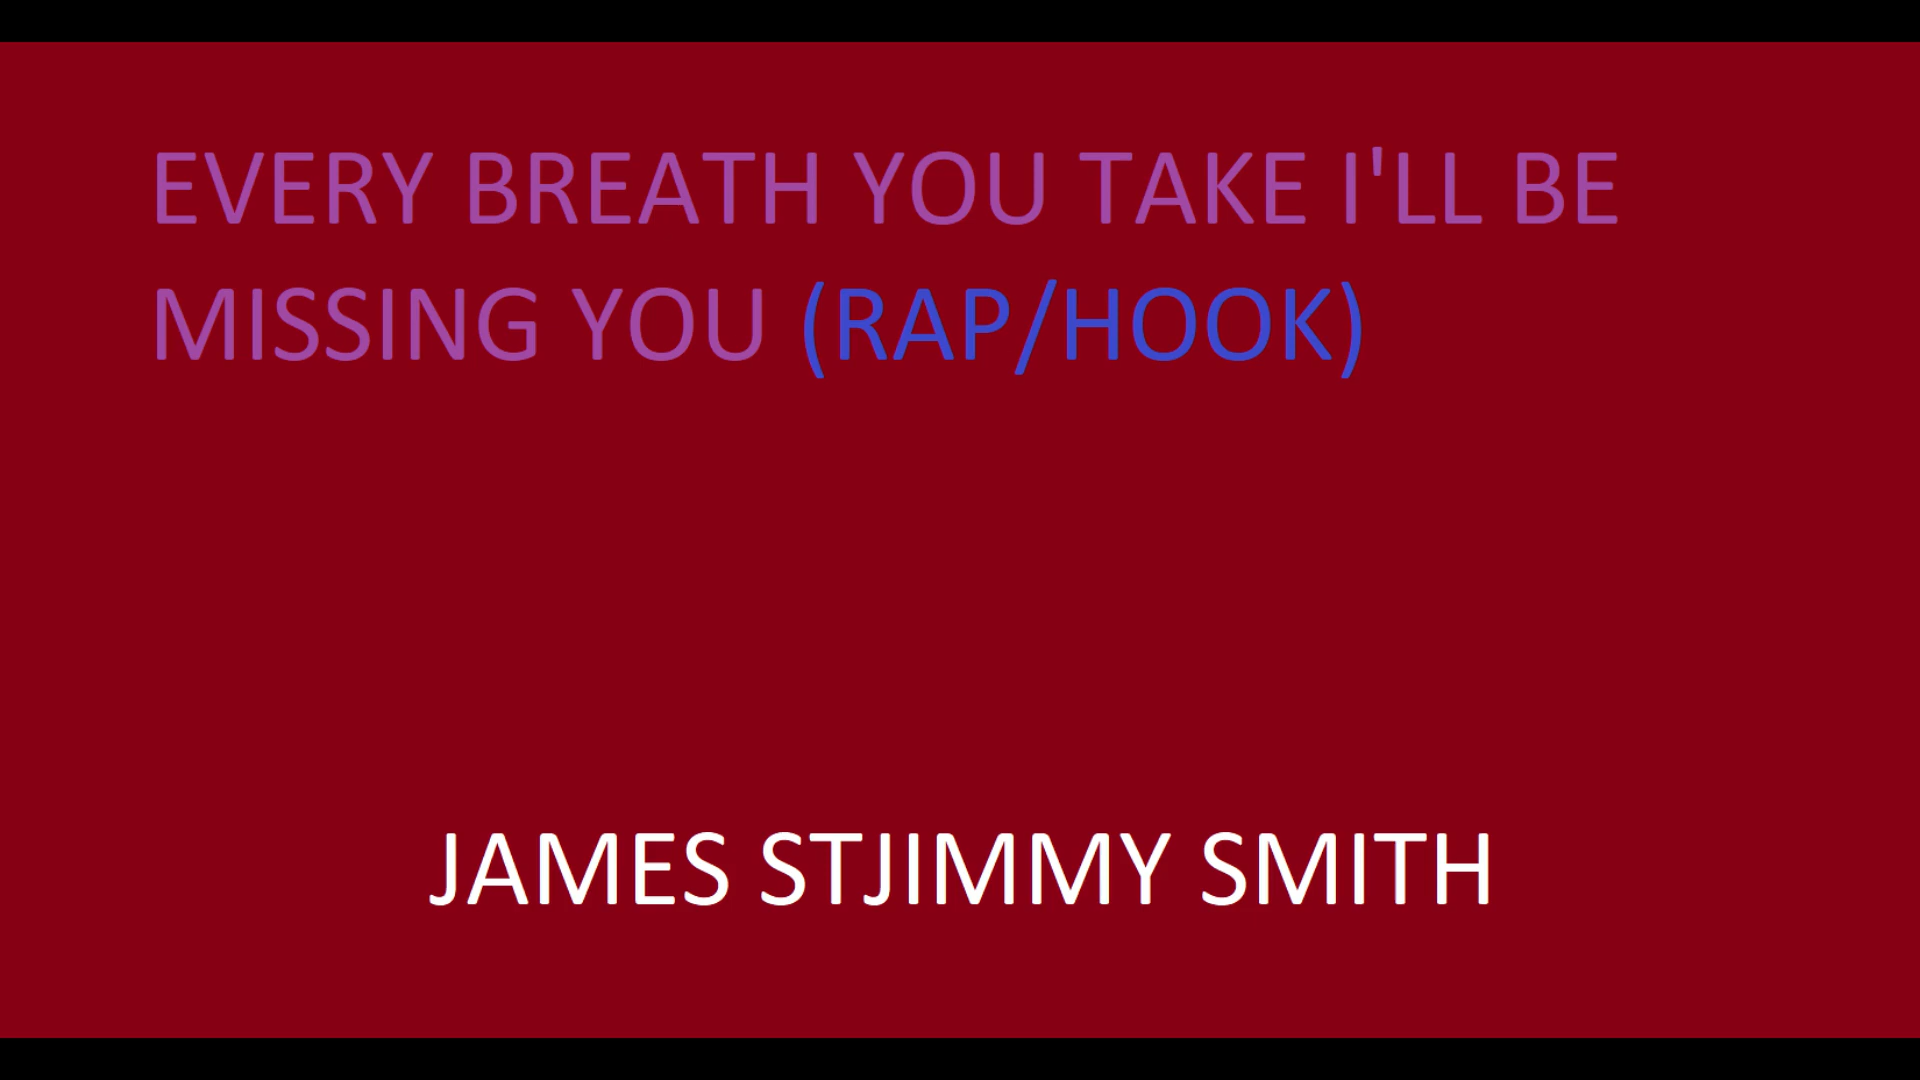 EVERY BREATH YOU TAKE I'LL BE
MISSING YOU (RAP/HOOK)
JAMES STJIMMY SMITH